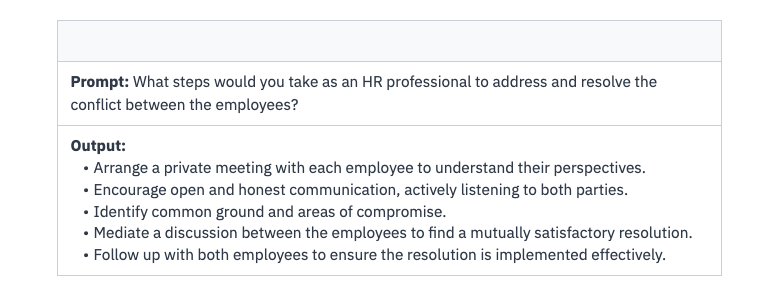 Prompt: What steps would you take as an HR professional to address and resolve the
conflict between the employees?
Output:
• Arrange a private meeting with each employee to understand their perspectives.
• Encourage open and honest communication, actively listening to both parties.
• Identify common ground and areas of compromise.
• Mediate a discussion between the employees to find a mutually satisfactory resolution.
• Follow up with both employees to ensure the resolution is implemented effectively.